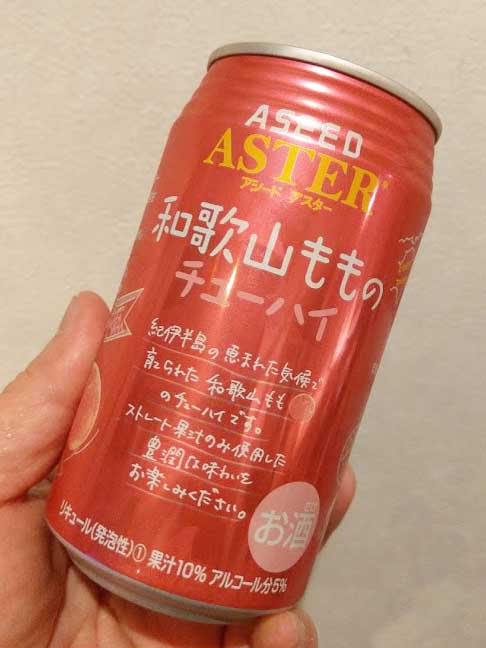 ASEED
ASTER
アシード アスター
和歌山ももの
チューハイ
紀伊半島の恵まれた気候で
育てられた和歌山もも
のチューハイです。
ストレート果汁のみ使用した
豊潤な味わいを
お楽しみください。
お酒
リキュール(発泡性)① 果汁10% アルコール分5%